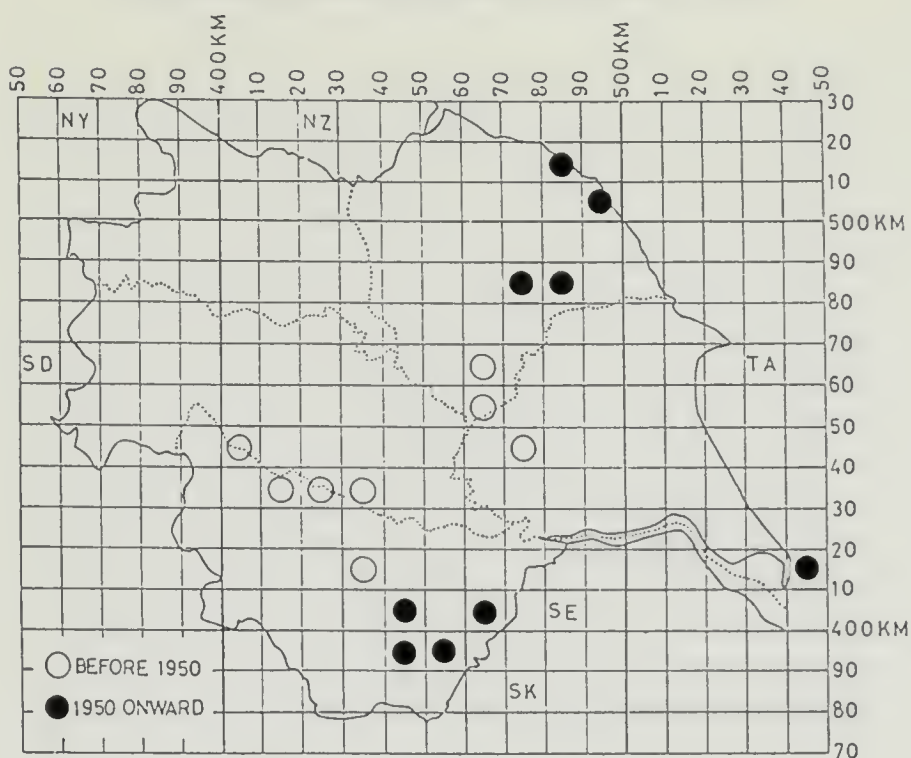 50 60 70 80 90 400KM 10 20 30 40 50 60 70 80 90 500KM 10 20 30 40 50
NY NZ 30
20
10
500KM
90
80
SD TA 70
60
50
40
30
20
SE 10
400KM
BEFORE 1950 SK 90
1950 ONWARD 80
70